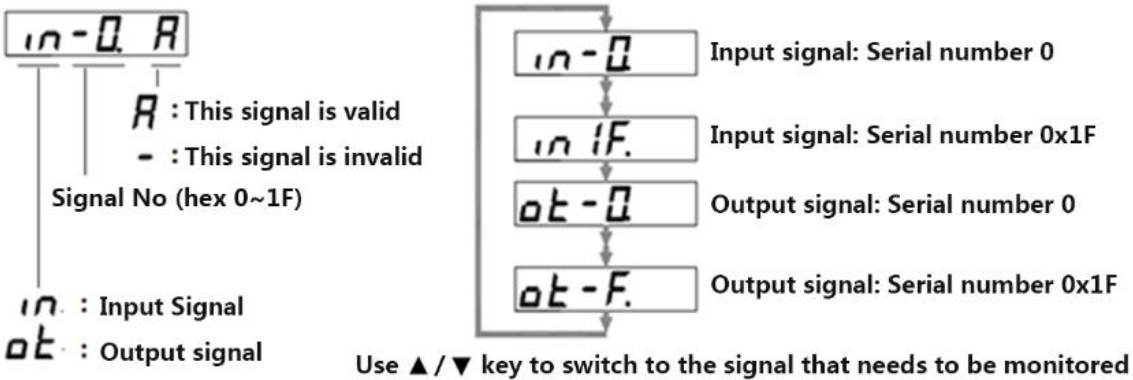 in-0. A
A : This signal is valid
- : This signal is invalid
Signal No (hex 0~1F)
in : Input Signal
ot : Output signal
in-0. Input signal: Serial number 0
in 1F. Input signal: Serial number 0x1F
ot-0. Output signal: Serial number 0
ot-F. Output signal: Serial number 0x1F
Use ▲/▼ key to switch to the signal that needs to be monitored